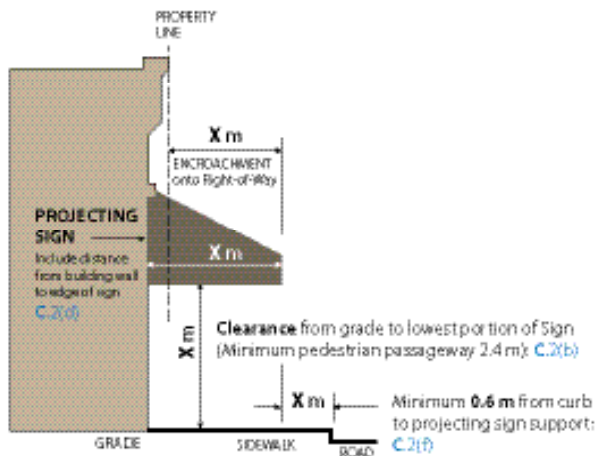 PROPERTY
LINE
X m
ENCROACHMENT
onto Right-of-Way
PROJECTING
SIGN
Include distance
from building wall
to edge of sign
C.2(d)
X m
X m
Clearance from grade to lowest portion of Sign
(Minimum pedestrian passageway 2.4 m): C.2(b)
X m
Minimum 0.6 m from curb
to projecting sign support:
C.2(f)
GRADE
SIDEWALK
ROAD